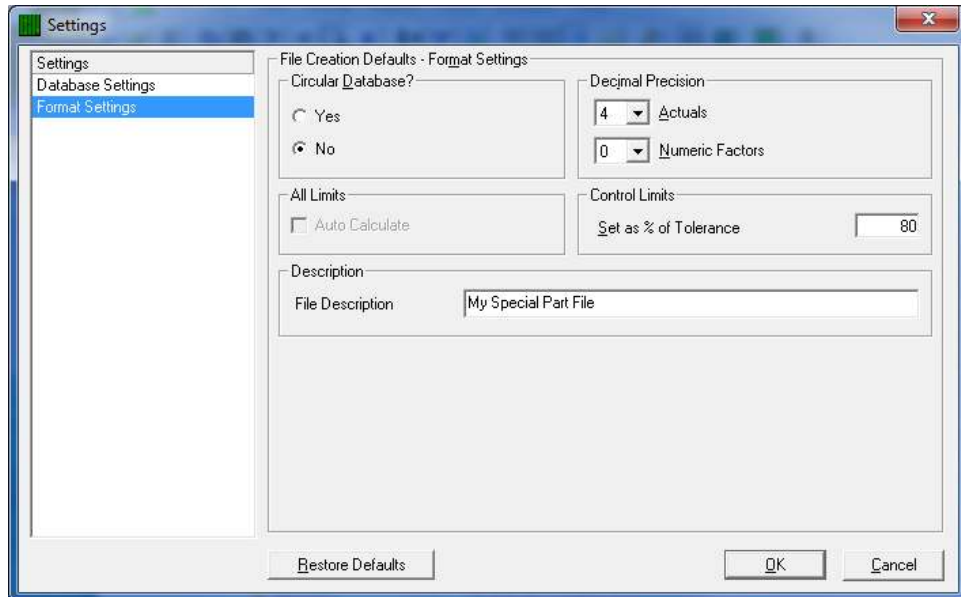 Settings
Settings
Database Settings
Format Settings
File Creation Defaults - Format Settings
Circular Database?
Yes
No
Decimal Precision
4 Actuals
0 Numeric Factors
All Limits
Auto Calculate
Control Limits
Set as % of Tolerance 80
Description
File Description My Special Part File
Restore Defaults
OK
Cancel